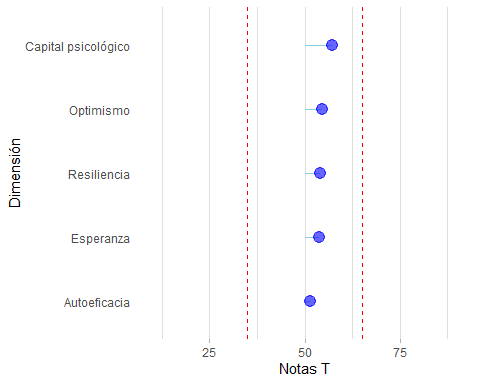 Capital psicológico
Optimismo
Resiliencia
Esperanza
Autoeficacia
Dimensión
25 50 75
Notas T